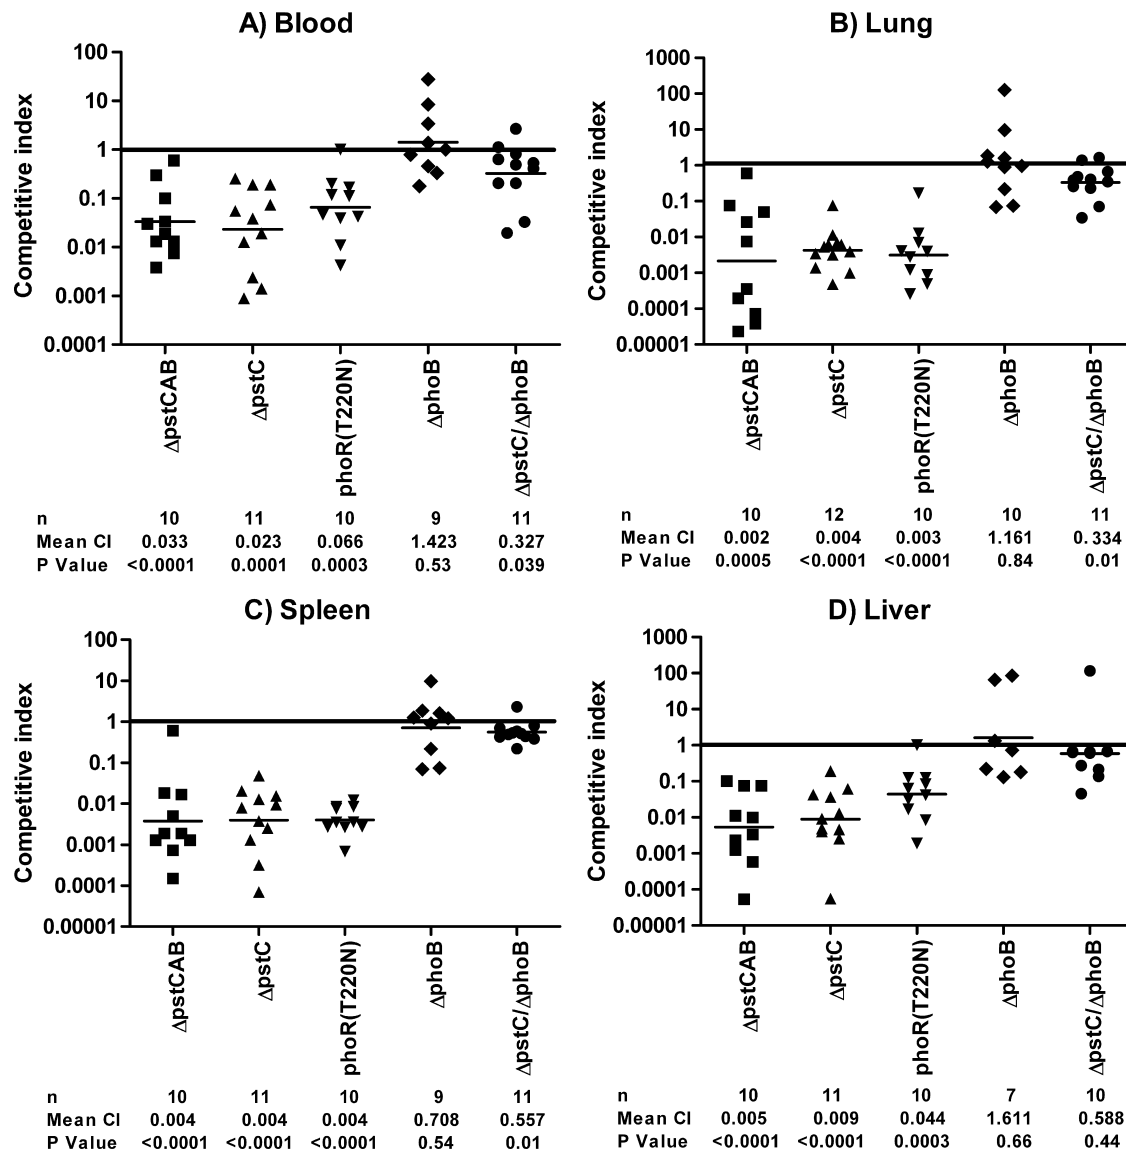 A) Blood
Competitive index
100
10
1
0.1
0.01
0.001
0.0001
ΔpstCAB
ΔpstC
phoR(T220N)
ΔphoB
ΔpstC/ΔphoB
n 10 11 10 9 11
Mean CI 0.033 0.023 0.066 1.423 0.327
P Value <0.0001 0.0001 0.0003 0.53 0.039
B) Lung
Competitive index
1000
100
10
1
0.1
0.01
0.001
0.0001
0.00001
ΔpstCAB
ΔpstC
phoR(T220N)
ΔphoB
ΔpstC/ΔphoB
n 10 12 10 10 11
Mean CI 0.002 0.004 0.003 1.161 0.334
P Value 0.0005 <0.0001 <0.0001 0.84 0.01
C) Spleen
Competitive index
100
10
1
0.1
0.01
0.001
0.0001
0.00001
ΔpstCAB
ΔpstC
phoR(T220N)
ΔphoB
ΔpstC/ΔphoB
n 10 11 10 9 11
Mean CI 0.004 0.004 0.004 0.708 0.557
P Value <0.0001 <0.0001 <0.0001 0.54 0.01
D) Liver
Competitive index
1000
100
10
1
0.1
0.01
0.001
0.0001
0.00001
ΔpstCAB
ΔpstC
phoR(T220N)
ΔphoB
ΔpstC/ΔphoB
n 10 11 10 7 10
Mean CI 0.005 0.009 0.044 1.611 0.588
P Value <0.0001 <0.0001 0.0003 0.66 0.44